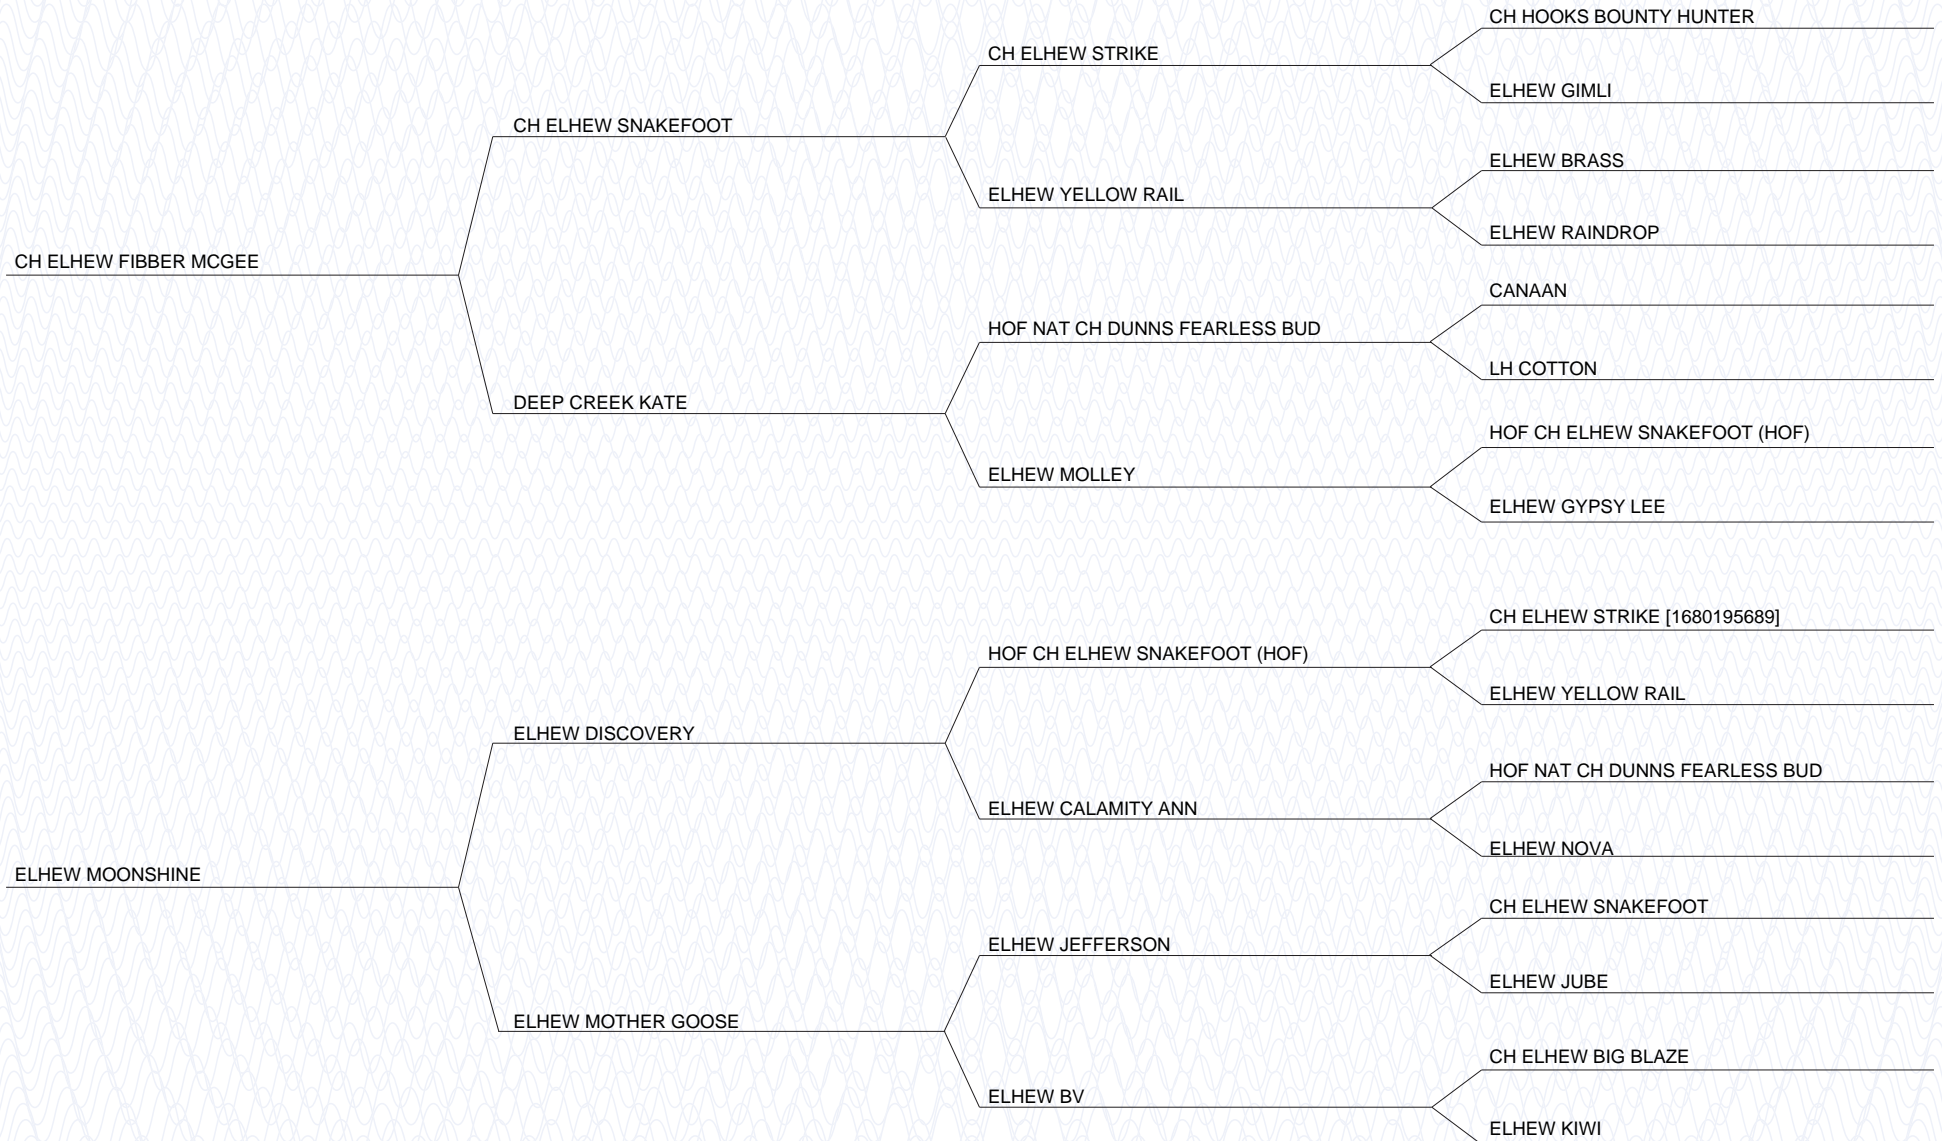 CH HOOKS BOUNTY HUNTER
CH ELHEW STRIKE
ELHEW GIMLI
CH ELHEW SNAKEFOOT
ELHEW BRASS
ELHEW YELLOW RAIL
ELHEW RAINDROP
CH ELHEW FIBBER MCGEE
CANAAN
HOF NAT CH DUNNS FEARLESS BUD
LH COTTON
DEEP CREEK KATE
HOF CH ELHEW SNAKEFOOT (HOF)
ELHEW MOLLEY
ELHEW GYPSY LEE
CH ELHEW STRIKE [1680195689]
HOF CH ELHEW SNAKEFOOT (HOF)
ELHEW YELLOW RAIL
ELHEW DISCOVERY
HOF NAT CH DUNNS FEARLESS BUD
ELHEW CALAMITY ANN
ELHEW NOVA
ELHEW MOONSHINE
CH ELHEW SNAKEFOOT
ELHEW JEFFERSON
ELHEW JUBE
ELHEW MOTHER GOOSE
CH ELHEW BIG BLAZE
ELHEW BV
ELHEW KIWI